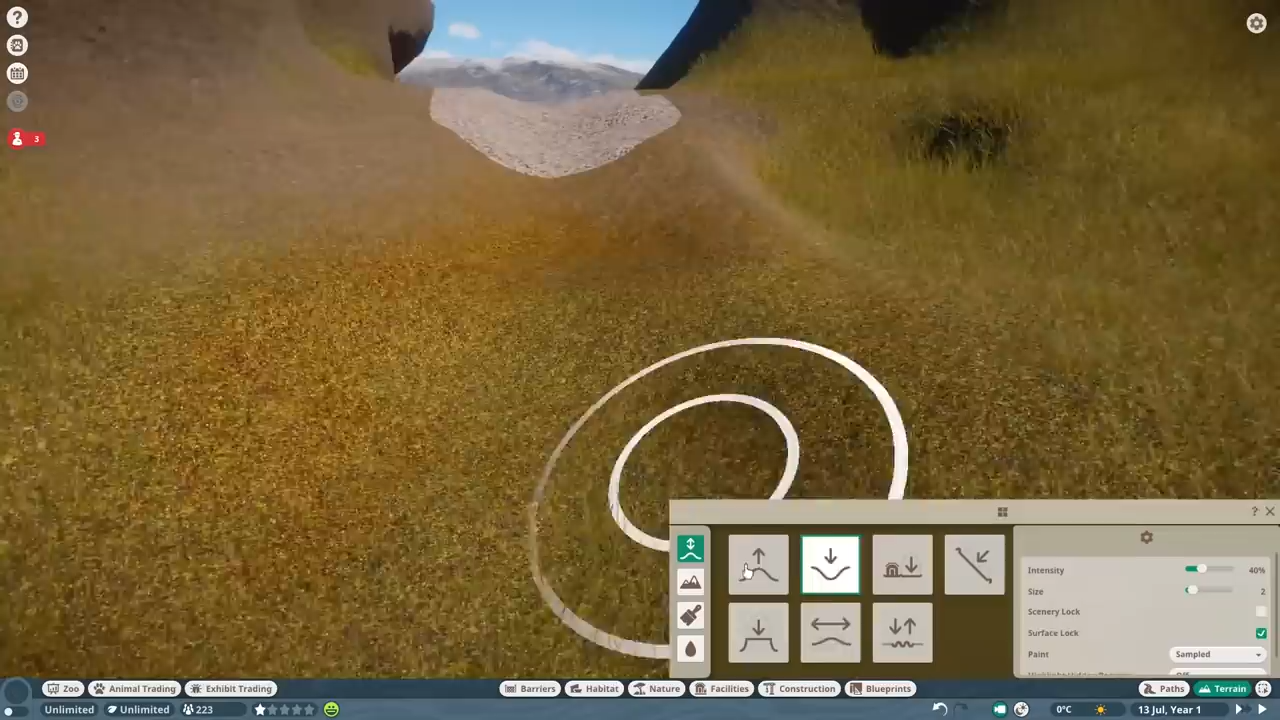 ?
3
?
Intensity 40%
Size 2
Scenery Lock
Surface Lock
Paint Sampled
Zoo Animal Trading Exhibit Trading Barriers Habitat Nature Facilities Construction Blueprints Paths Terrain
Unlimited Unlimited 223 0°C 13 Jul, Year 1